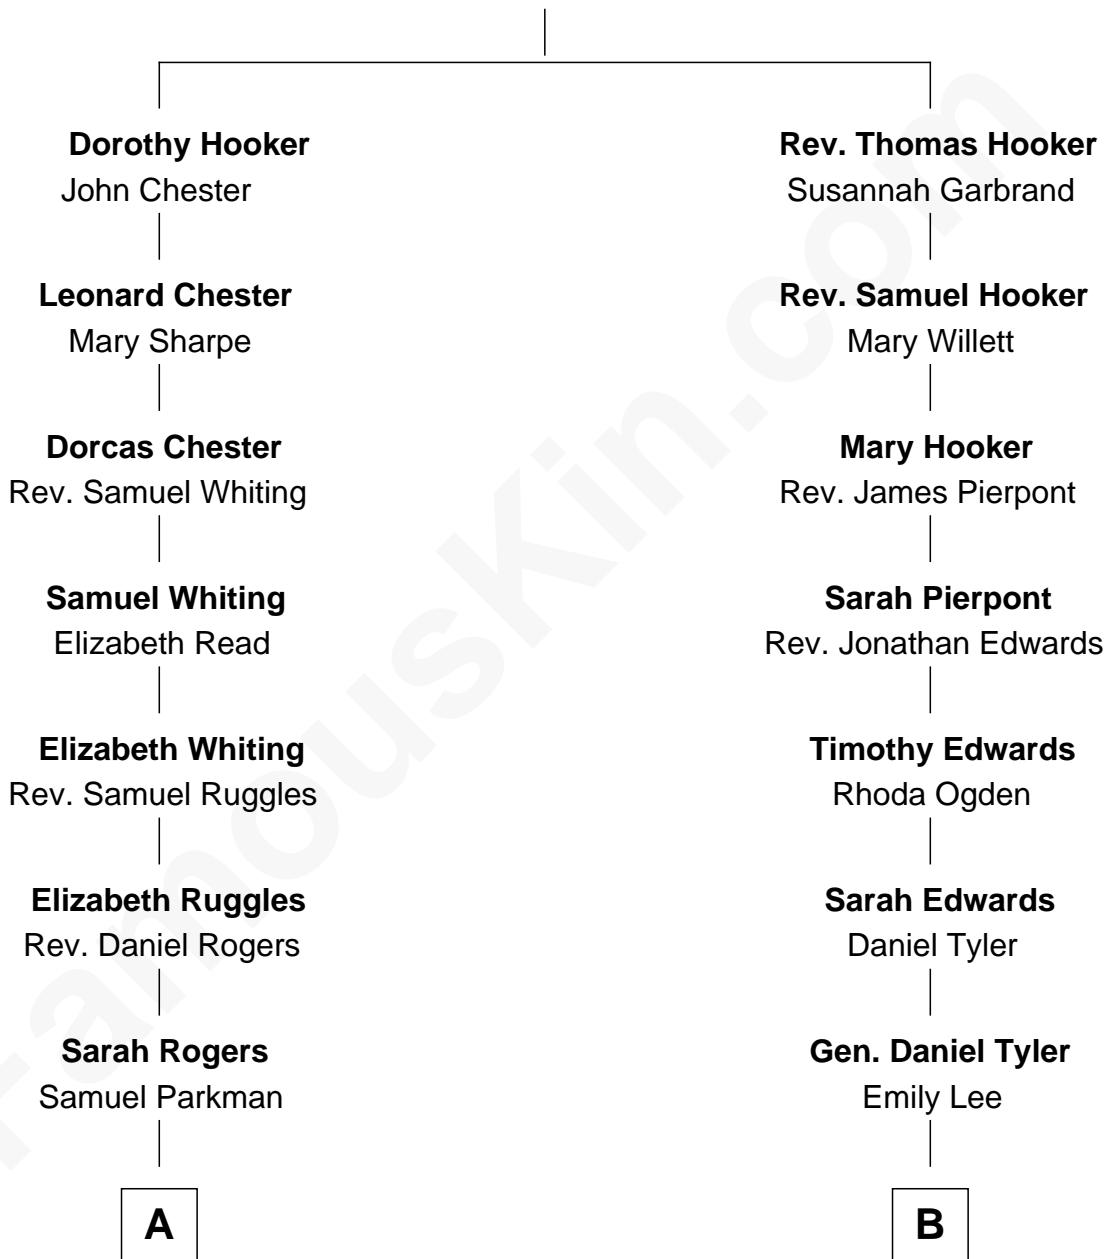 Dorothy Hooker
John Chester
Leonard Chester
Mary Sharpe
Dorcas Chester
Rev. Samuel Whiting
Samuel Whiting
Elizabeth Read
Elizabeth Whiting
Rev. Samuel Ruggles
Elizabeth Ruggles
Rev. Daniel Rogers
Sarah Rogers
Samuel Parkman
A
Rev. Thomas Hooker
Susannah Garbrand
Rev. Samuel Hooker
Mary Willett
Mary Hooker
Rev. James Pierpont
Sarah Pierpont
Rev. Jonathan Edwards
Timothy Edwards
Rhoda Ogden
Sarah Edwards
Daniel Tyler
Gen. Daniel Tyler
Emily Lee
B
FamousKin.com